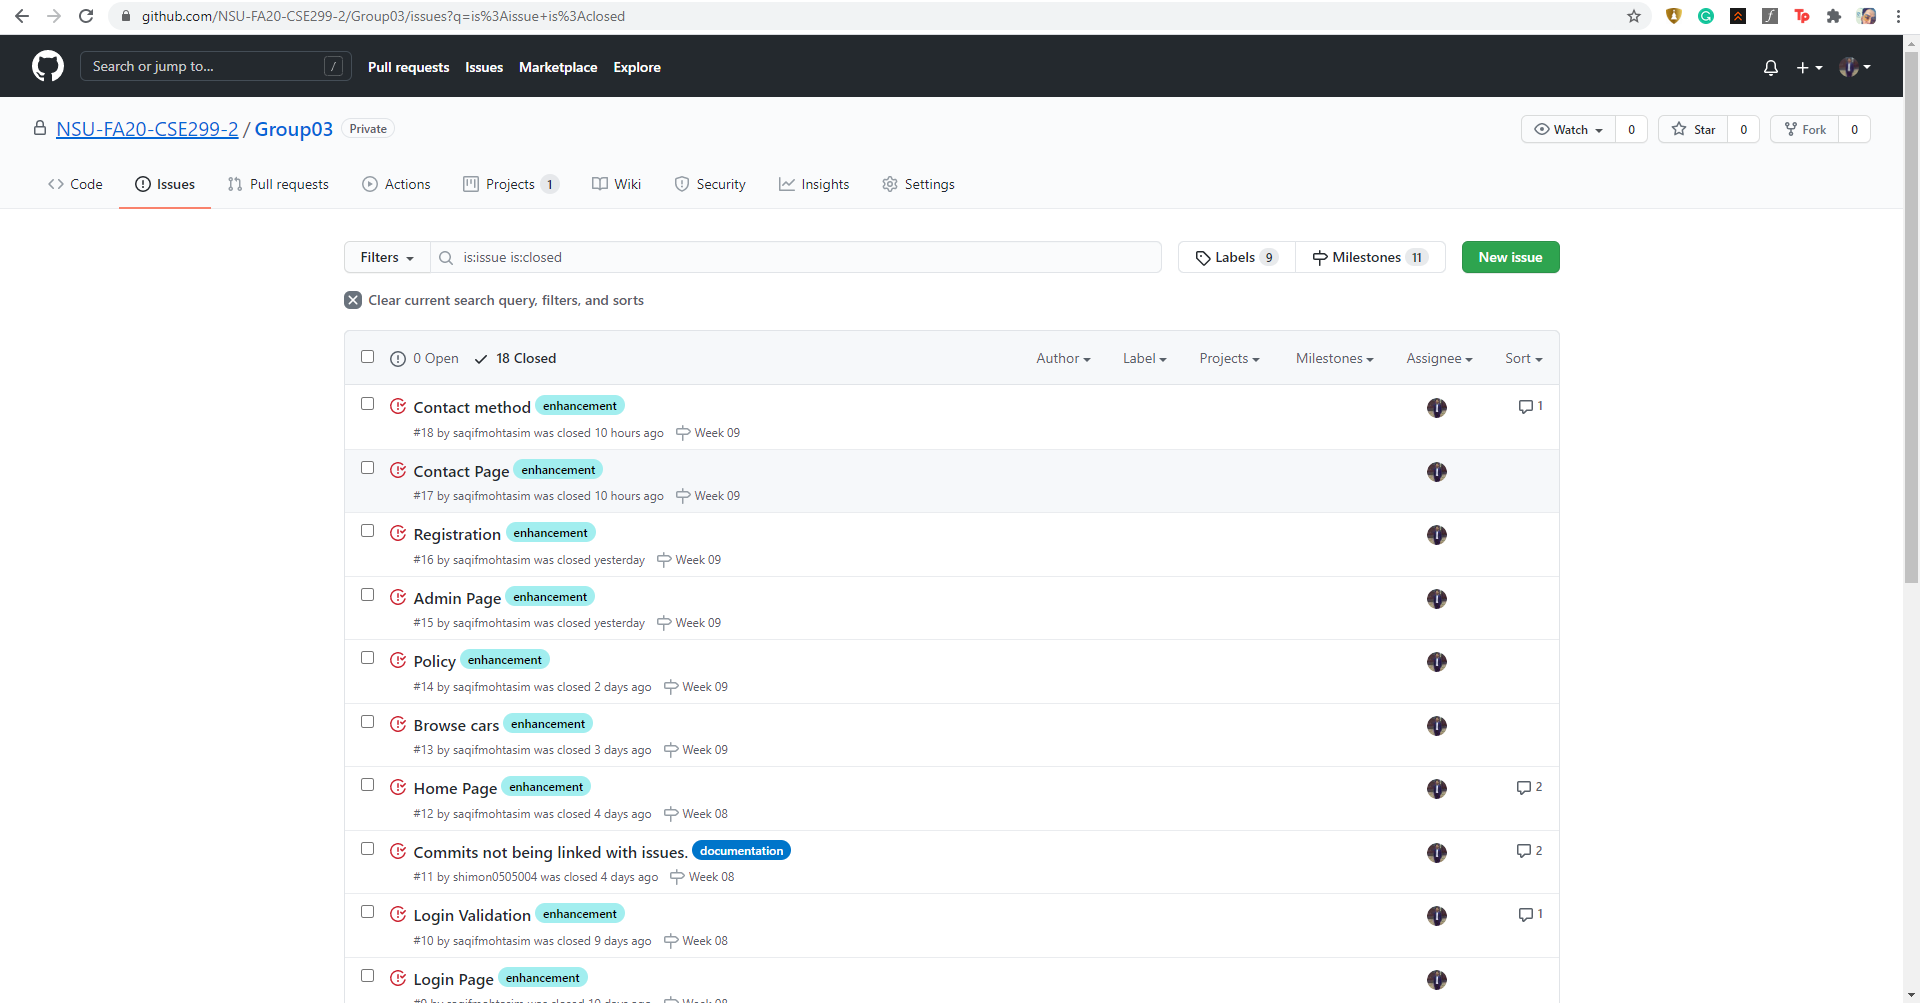 github.com/NSU-FA20-CSE299-2/Group03/issues?q=is%3Aissue+is%3Aclosed
Search or jump to... /
Pull requests Issues Marketplace Explore
NSU-FA20-CSE299-2 / Group03 Private
Watch 0 Star 0 Fork 0
Code Issues Pull requests Actions Projects 1 Wiki Security Insights Settings
Filters is:issue is:closed Labels 9 Milestones 11 New issue
Clear current search query, filters, and sorts
0 Open 18 Closed Author Label Projects Milestones Assignee Sort
Contact method enhancement 1
#18 by saqifmohtasim was closed 10 hours ago Week 09
Contact Page enhancement
#17 by saqifmohtasim was closed 10 hours ago Week 09
Registration enhancement
#16 by saqifmohtasim was closed yesterday Week 09
Admin Page enhancement
#15 by saqifmohtasim was closed yesterday Week 09
Policy enhancement
#14 by saqifmohtasim was closed 2 days ago Week 09
Browse cars enhancement
#13 by saqifmohtasim was closed 3 days ago Week 09
Home Page enhancement 2
#12 by saqifmohtasim was closed 4 days ago Week 08
Commits not being linked with issues. documentation 2
#11 by shimon0505004 was closed 4 days ago Week 08
Login Validation enhancement 1
#10 by saqifmohtasim was closed 9 days ago Week 08
Login Page enhancement
#9 by saqifmohtasim was closed 10 days ago Week 08